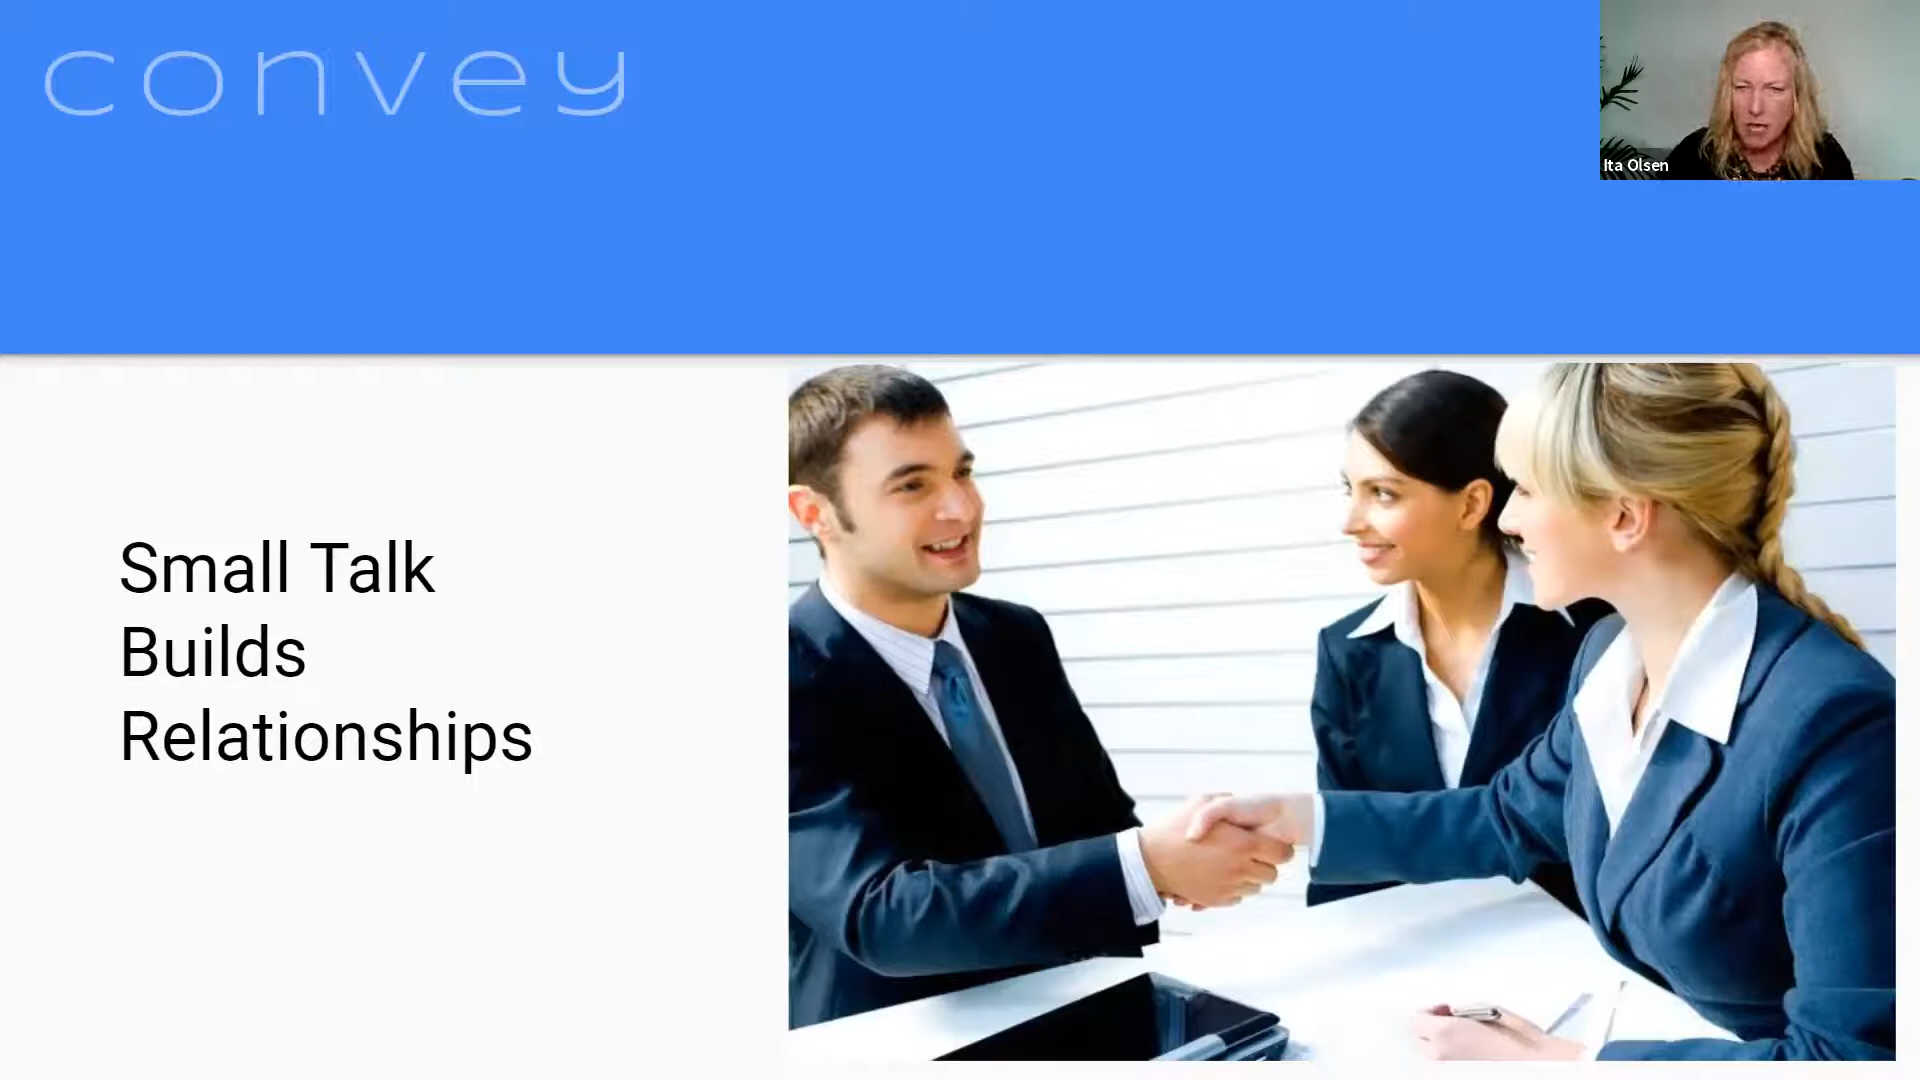 convey
Ita Olsen
Small Talk
Builds
Relationships